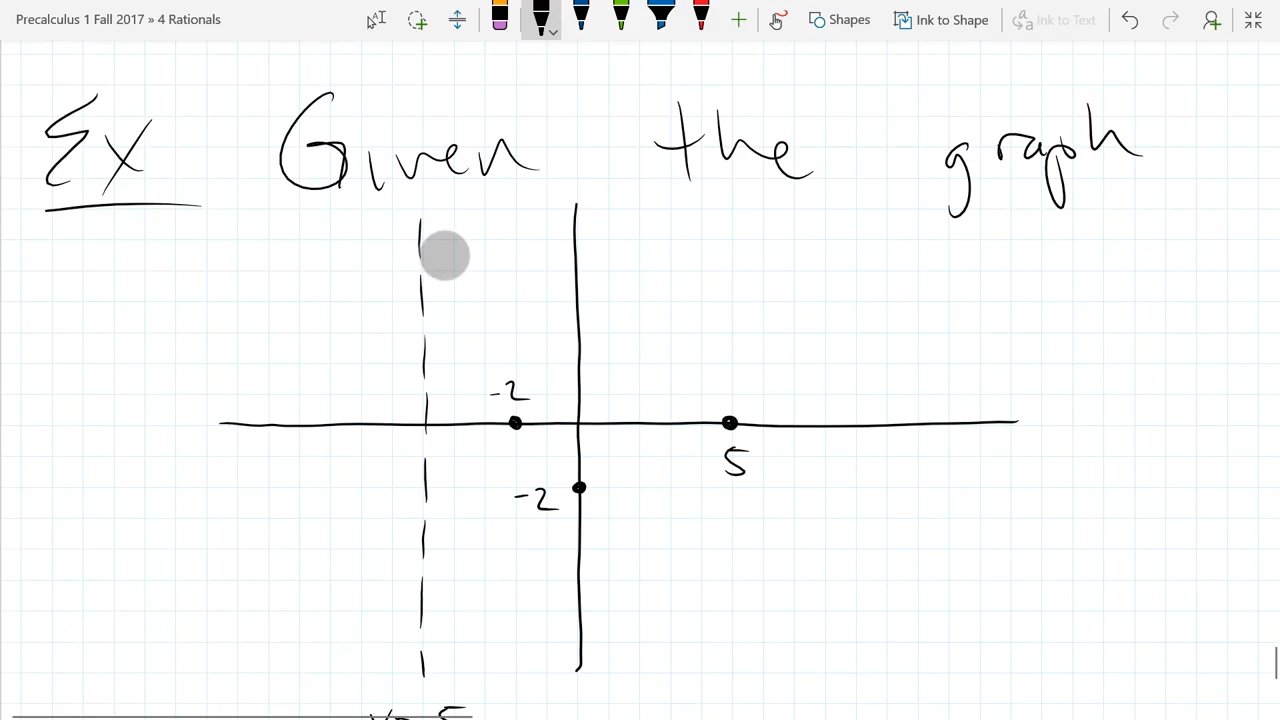 Precalculus 1 Fall 2017 » 4 Rationals
Shapes
Ink to Shape
Ink to Text
Ex Given the graph
-2
5
-2